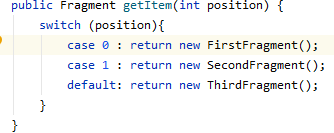 public Fragment getItem(int position) {
switch (position){
case 0 : return new FirstFragment();
case 1 : return new SecondFragment();
default: return new ThirdFragment();
}
}